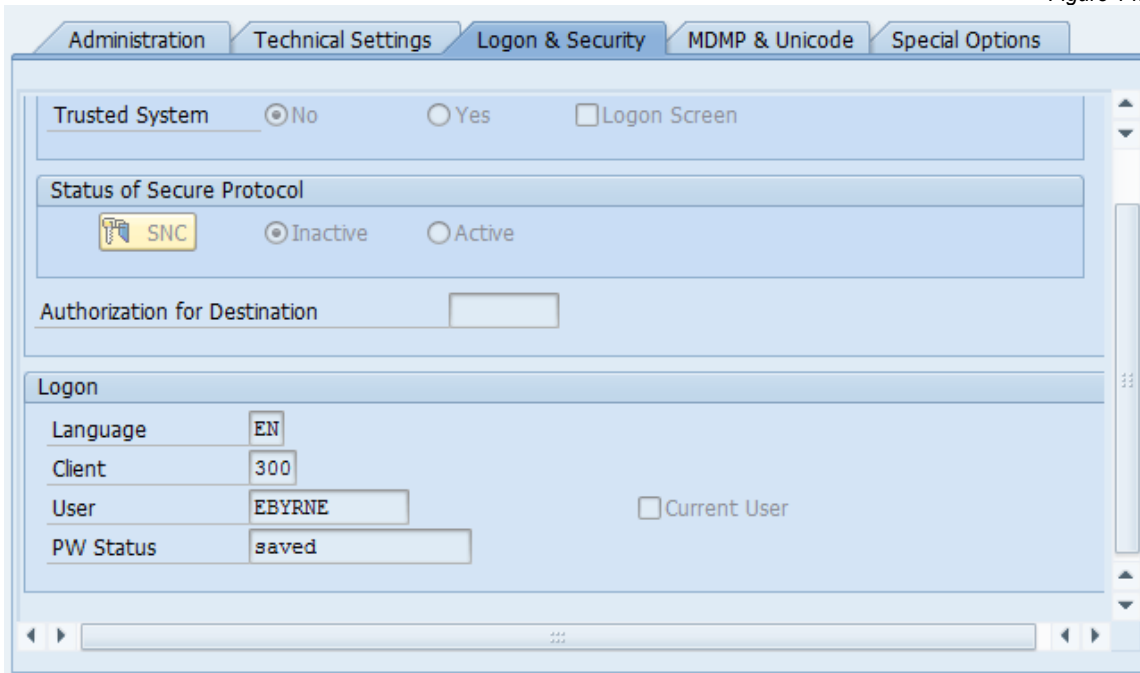 Administration Technical Settings Logon & Security MDMP & Unicode Special Options
Trusted System No Yes Logon Screen
Status of Secure Protocol
SNC Inactive Active
Authorization for Destination
Logon
Language EN
Client 300
User EBYRNE Current User
PW Status saved